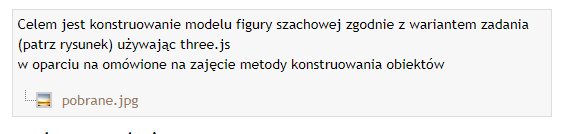 Celem jest konstruowanie modelu figury szachowej zgodnie z wariantem zadania
(patrz rysunek) używając three.js
w oparciu na omówione na zajęcie metody konstruowania obiektów
pobrane.jpg